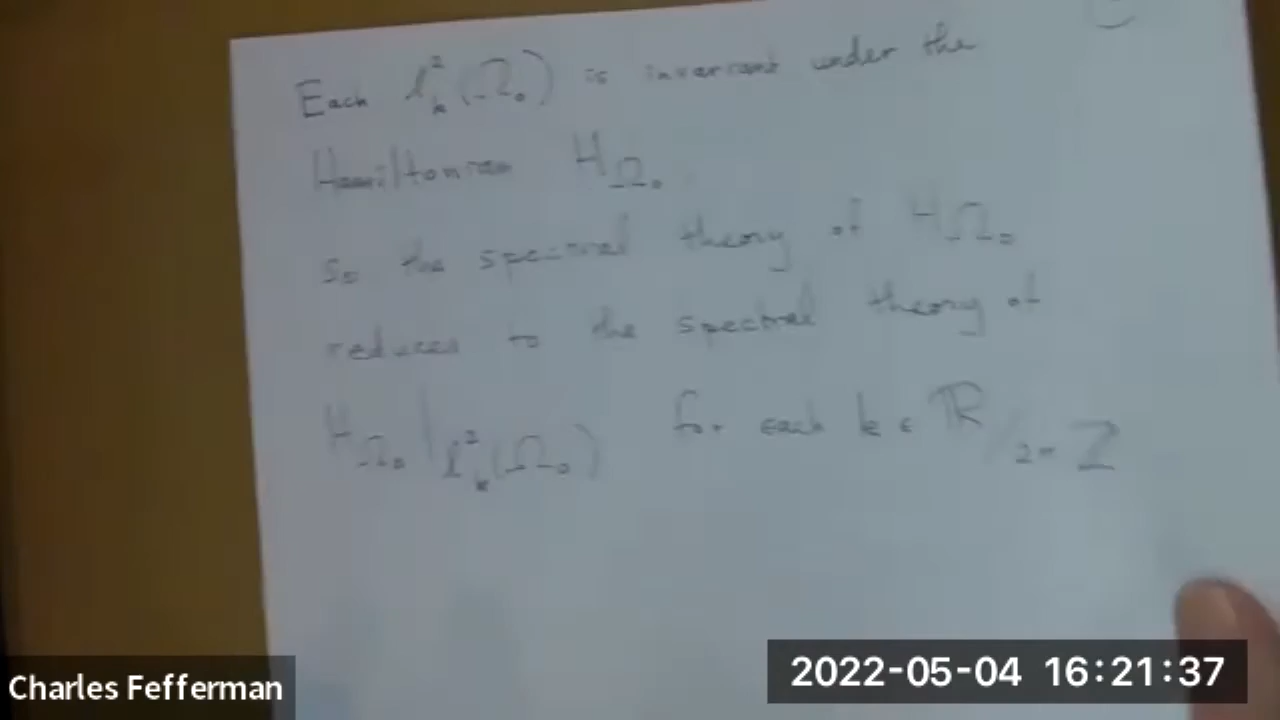 Each l²ₖ(Ω₀) is invariant under the
Hamiltonian H_Ω₀.
So the spectral theory of H_Ω₀
reduces to the spectral theory of
H_Ω₀ |_l²ₖ(Ω₀) for each k ∈ ℝ/2πℤ
Charles Fefferman
2022-05-04 16:21:37